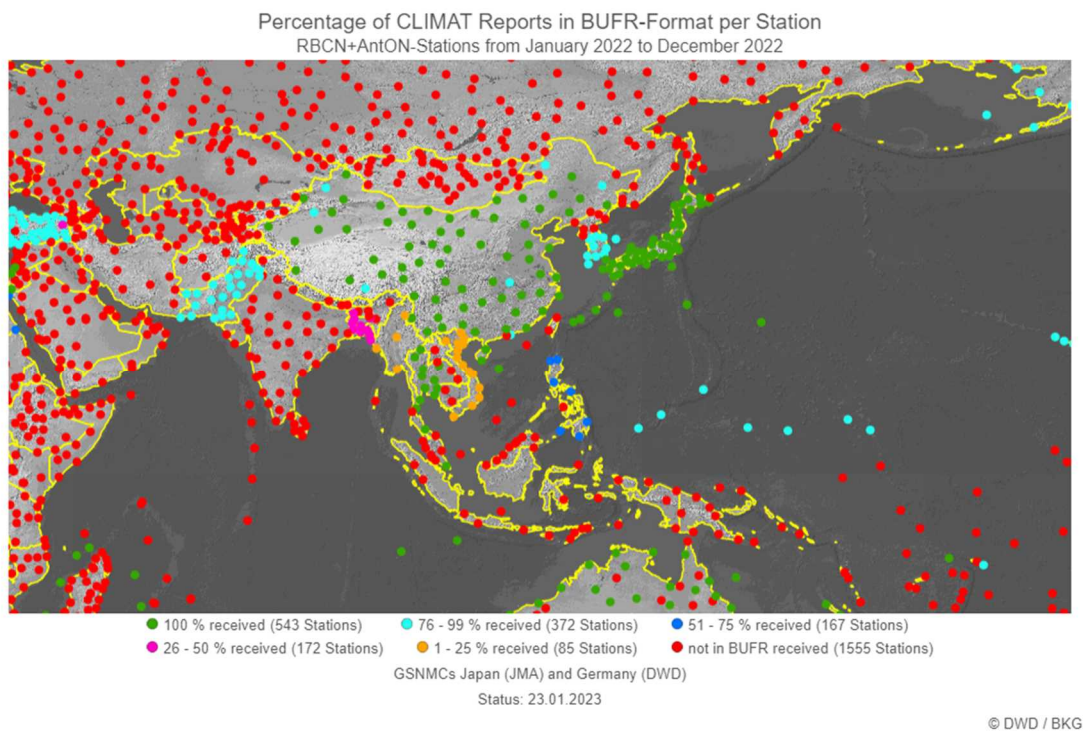 Percentage of CLIMAT Reports in BUFR-Format per Station
RBCN+AntON-Stations from January 2022 to December 2022
100 % received (543 Stations) 76 - 99 % received (372 Stations) 51 - 75 % received (167 Stations)
26 - 50 % received (172 Stations) 1 - 25 % received (85 Stations) not in BUFR received (1555 Stations)
GSNMCs Japan (JMA) and Germany (DWD)
Status: 23.01.2023
© DWD / BKG